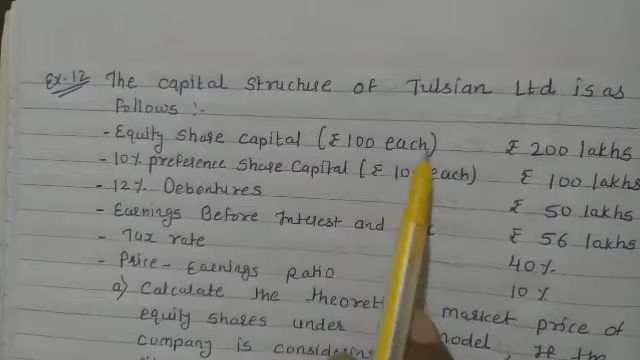 Ex-12 The capital structure of Tulsian Ltd is as
follows :-
- Equity share capital (₹ 100 each) ₹ 200 lakhs
- 10% preference share Capital (₹ 10 each) ₹ 100 lakhs
- 12% Debentures ₹ 50 lakhs
- Earnings Before Interest and ₹ 56 lakhs
- Tax rate 40%
- Price - Earnings Ratio 10%
a) Calculate the market price of
equity shares under model, If the
company is